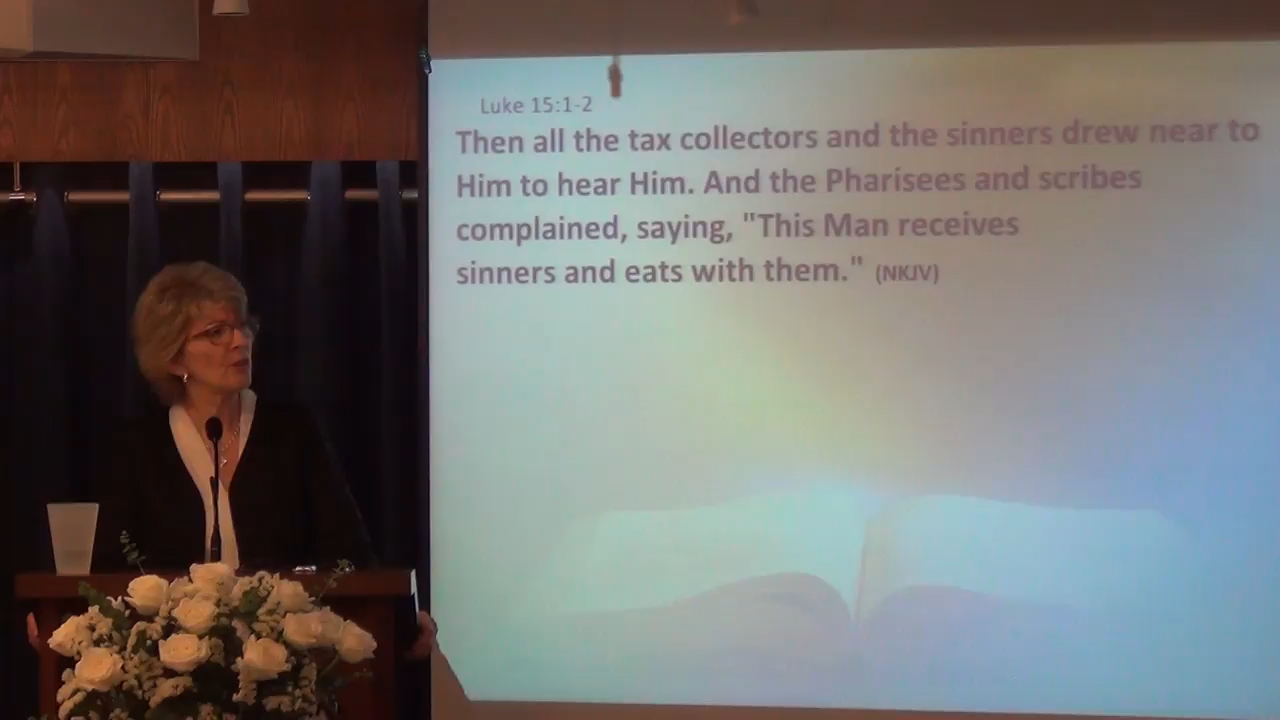 Luke 15:1-2
Then all the tax collectors and the sinners drew near to
Him to hear Him. And the Pharisees and scribes
complained, saying, "This Man receives
sinners and eats with them." (NKJV)